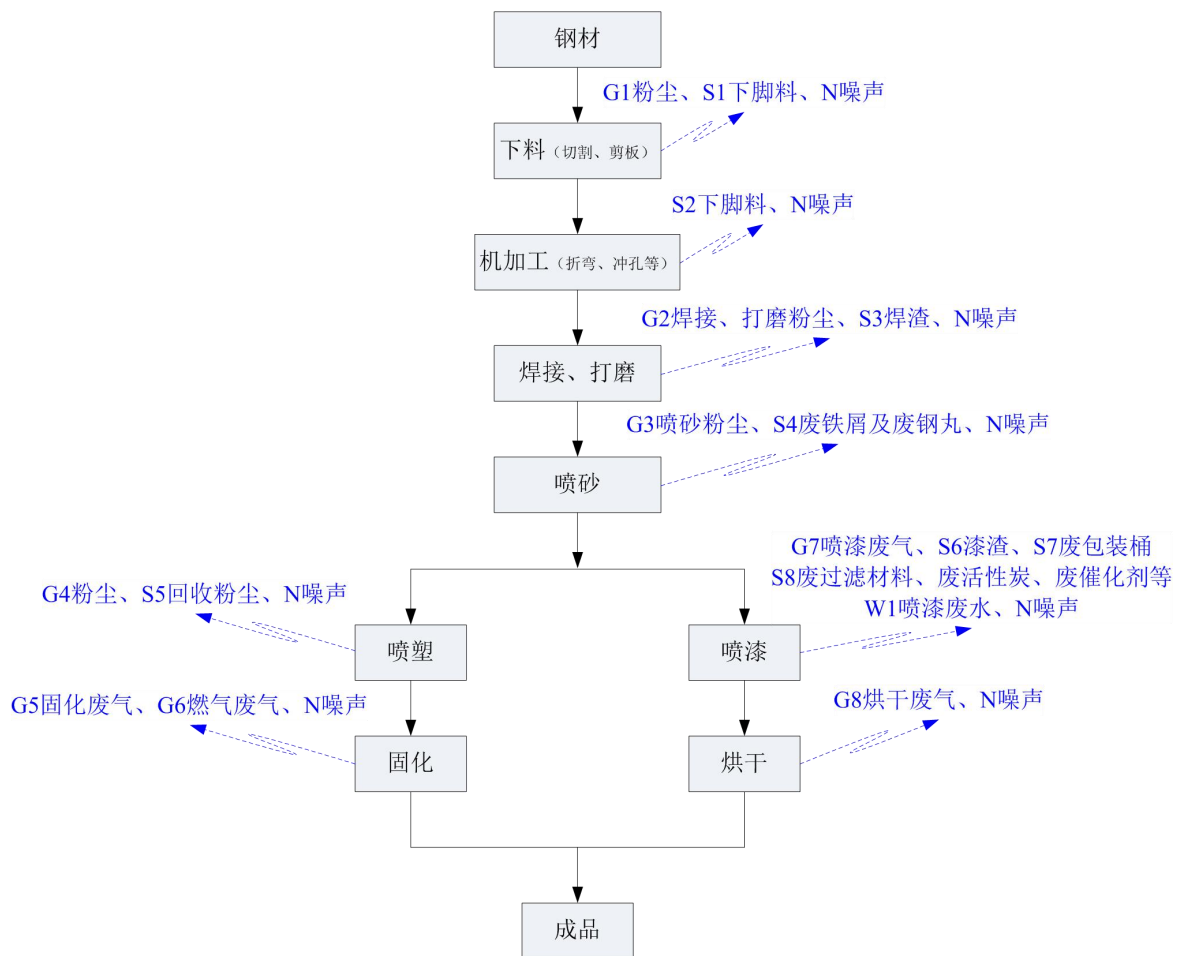 钢材
G1粉尘、S1下脚料、N噪声
下料（切割、剪板）
S2下脚料、N噪声
机加工（折弯、冲孔等）
G2焊接、打磨粉尘、S3焊渣、N噪声
焊接、打磨
G3喷砂粉尘、S4废铁屑及废钢丸、N噪声
喷砂
G7喷漆废气、S6漆渣、S7废包装桶
S8废过滤材料、废活性炭、废催化剂等
W1喷漆废水、N噪声
G4粉尘、S5回收粉尘、N噪声
喷塑
喷漆
G5固化废气、G6燃气废气、N噪声
G8烘干废气、N噪声
固化
烘干
成品